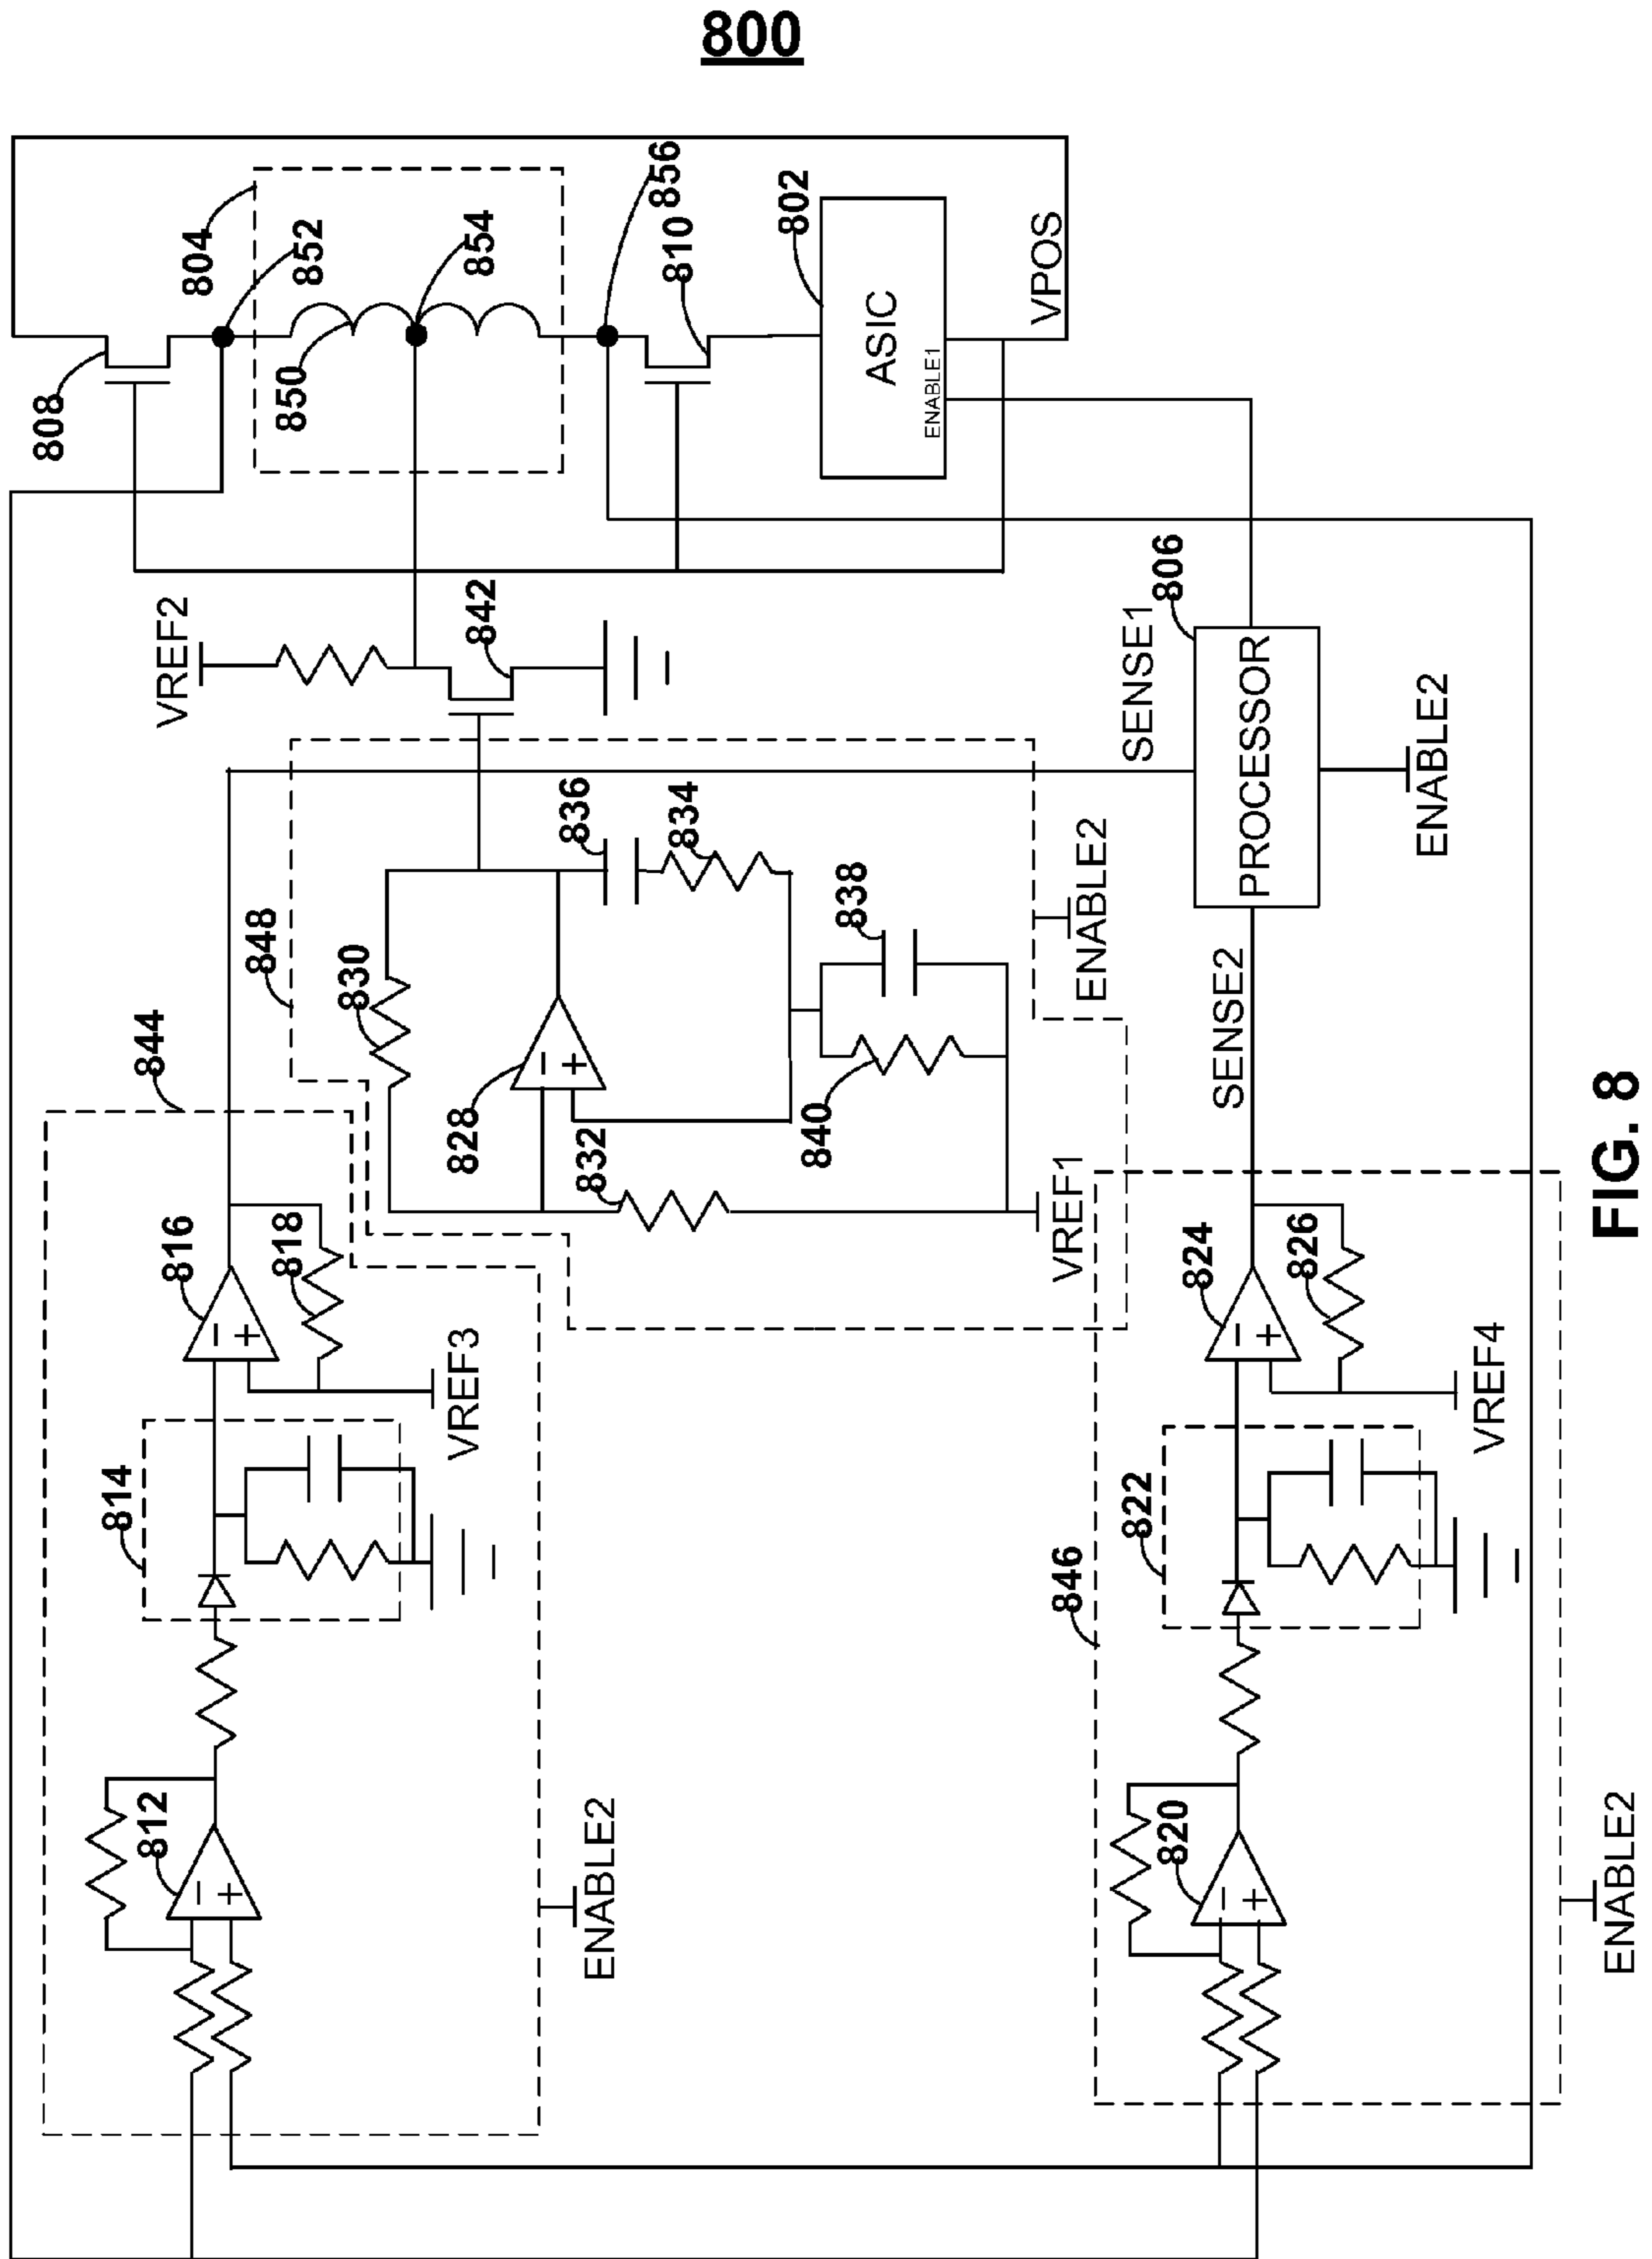 800
808
804
852
850
854
856
810
802
ASIC
ENABLE1
VPOS
VREF2
842
806
SENSE1
PROCESSOR
ENABLE2
848
836
834
830
838
828
832
840
ENABLE2
SENSE2
VREF1
844
816
818
VREF3
814
812
ENABLE2
824
826
VREF4
822
846
820
ENABLE2
-
+
-
+
-
+
-
+
-
+
FIG. 8